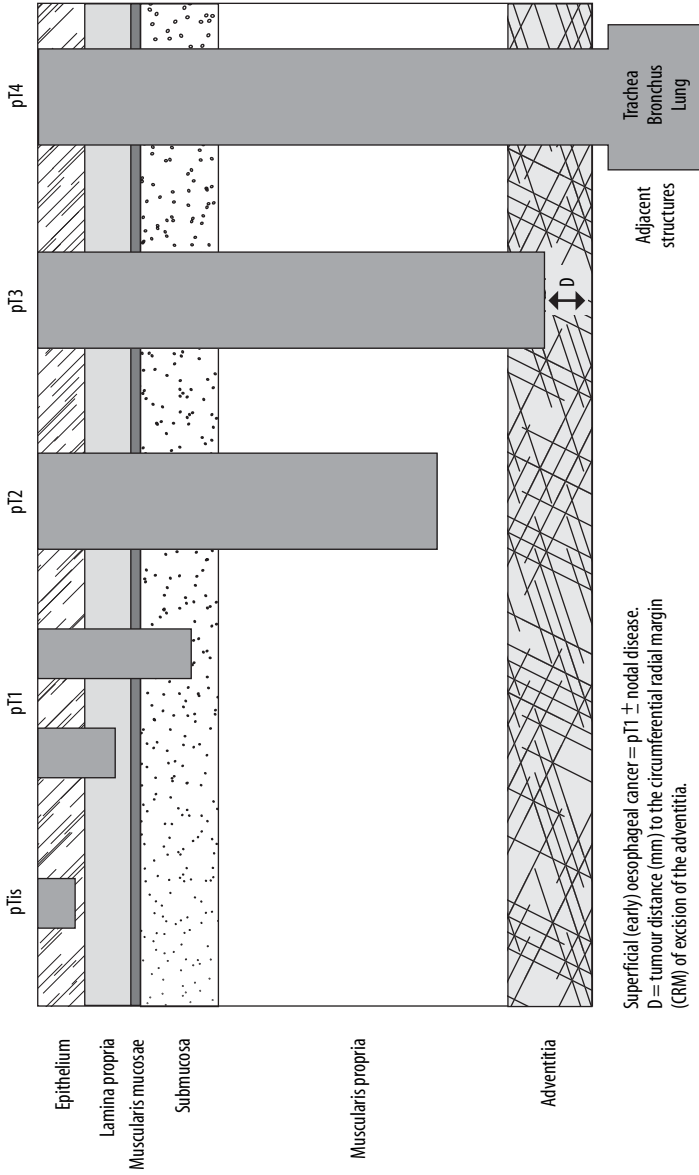 pTis
pT1
pT2
pT3
pT4
Epithelium
Lamina propria
Muscularis mucosae
Submucosa
Muscularis propria
Adventitia
D
Trachea
Bronchus
Lung
Adjacent
structures
Superficial (early) oesophageal cancer = pT1 ± nodal disease.
D = tumour distance (mm) to the circumferential radial margin
(CRM) of excision of the adventitia.